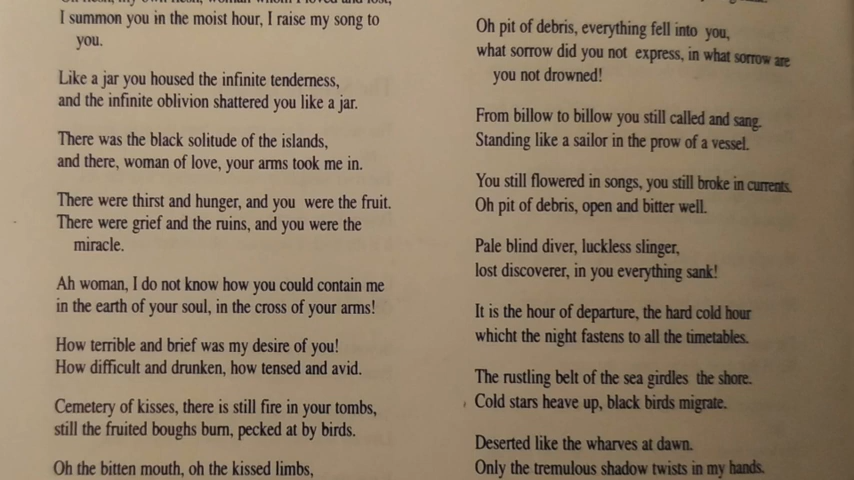 I summon you in the moist hour, I raise my song to
you.
Like a jar you housed the infinite tenderness,
and the infinite oblivion shattered you like a jar.
There was the black solitude of the islands,
and there, woman of love, your arms took me in.
There were thirst and hunger, and you were the fruit.
There were grief and the ruins, and you were the
miracle.
Ah woman, I do not know how you could contain me
in the earth of your soul, in the cross of your arms!
How terrible and brief was my desire of you!
How difficult and drunken, how tensed and avid.
Cemetery of kisses, there is still fire in your tombs,
still the fruited boughs burn, pecked at by birds.
Oh the bitten mouth, oh the kissed limbs,
Oh pit of debris, everything fell into you,
what sorrow did you not express, in what sorrow are
you not drowned!
From billow to billow you still called and sang.
Standing like a sailor in the prow of a vessel.
You still flowered in songs, you still broke in currents.
Oh pit of debris, open and bitter well.
Pale blind diver, luckless slinger,
lost discoverer, in you everything sank!
It is the hour of departure, the hard cold hour
whicht the night fastens to all the timetables.
The rustling belt of the sea girdles the shore.
Cold stars heave up, black birds migrate.
Deserted like the wharves at dawn.
Only the tremulous shadow twists in my hands.